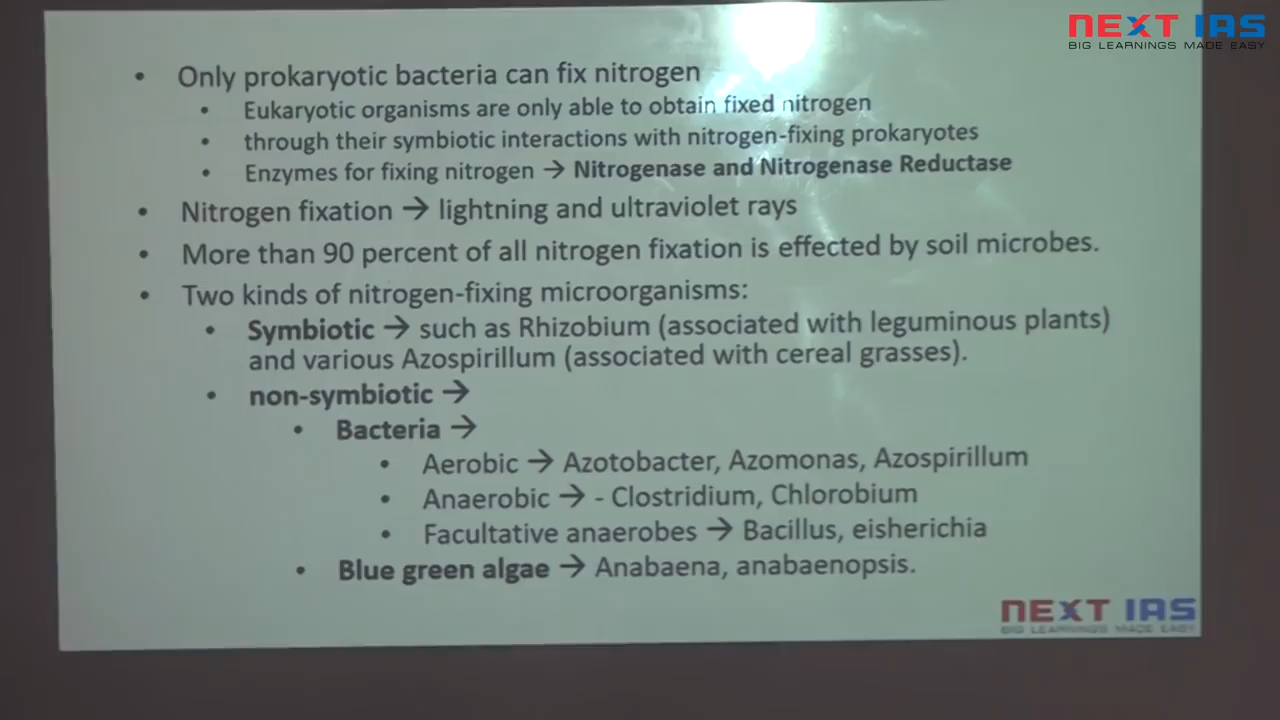 NEXT IAS
BIG LEARNINGS MADE EASY
• Only prokaryotic bacteria can fix nitrogen
• Eukaryotic organisms are only able to obtain fixed nitrogen
• through their symbiotic interactions with nitrogen-fixing prokaryotes
• Enzymes for fixing nitrogen → Nitrogenase and Nitrogenase Reductase
• Nitrogen fixation → lightning and ultraviolet rays
• More than 90 percent of all nitrogen fixation is effected by soil microbes.
• Two kinds of nitrogen-fixing microorganisms:
• Symbiotic → such as Rhizobium (associated with leguminous plants)
and various Azospirillum (associated with cereal grasses).
• non-symbiotic →
• Bacteria →
• Aerobic → Azotobacter, Azomonas, Azospirillum
• Anaerobic → - Clostridium, Chlorobium
• Facultative anaerobes → Bacillus, eisherichia
• Blue green algae → Anabaena, anabaenopsis.
NEXT IAS
BIG LEARNINGS MADE EASY